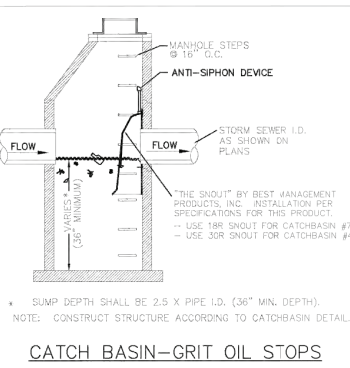 MANHOLE STEPS
@ 16" O.C.
ANTI-SIPHON DEVICE
FLOW
FLOW
STORM SEWER I.D.
AS SHOWN ON
PLANS
VARIES *
(36" MINIMUM)
"THE SNOUT" BY BEST MANAGEMENT
PRODUCTS, INC. INSTALLATION PER
SPECIFICATIONS FOR THIS PRODUCT.
-- USE 18R SNOUT FOR CATCHBASIN #7
-- USE 30R SNOUT FOR CATCHBASIN #4
* SUMP DEPTH SHALL BE 2.5 X PIPE I.D. (36" MIN. DEPTH).
NOTE: CONSTRUCT STRUCTURE ACCORDING TO CATCHBASIN DETAIL.
CATCH BASIN-GRIT OIL STOPS